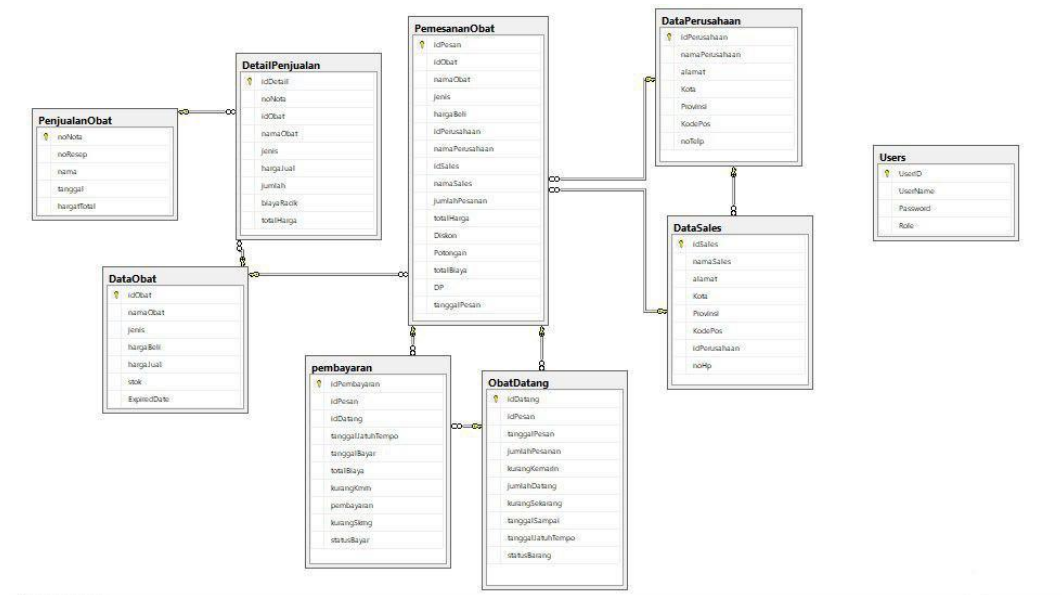 PenjualanObat
noNota
noResep
nama
tanggal
hargatTotal
DetailPenjualan
idDetail
noNota
idObat
namaObat
jenis
hargaJual
jumlah
biayaRacik
totalHarga
DataObat
idObat
namaObat
jenis
hargaBeli
hargaJual
stok
ExpiredDate
PemesananObat
idPesan
idObat
namaObat
jenis
hargaBeli
idPerusahaan
namaPerusahaan
idSales
namaSales
jumlahPesanan
totalHarga
Diskon
Potongan
totalBiaya
DP
tanggalPesan
pembayaran
idPembayaran
idPesan
idDatang
tanggalJatuhTempo
tanggalBayar
totalBiaya
kurangKmrn
pembayaran
kurangSkrng
statusBayar
ObatDatang
idDatang
idPesan
tanggalPesan
jumlahPesanan
kurangKemarin
jumlahDatang
kurangSekarang
tanggalSampai
tanggalJatuhTempo
statusBarang
DataPerusahaan
idPerusahaan
namaPerusahaan
alamat
Kota
Provinsi
KodePos
noTelp
DataSales
idSales
namaSales
alamat
Kota
Provinsi
KodePos
idPerusahaan
noHp
Users
UserID
UserName
Password
Role